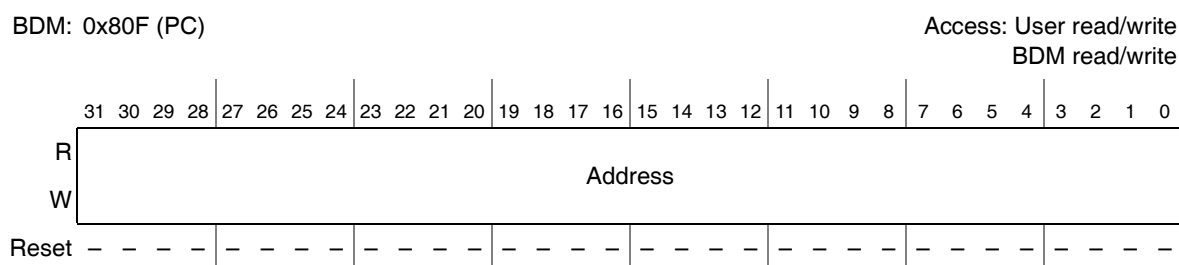 BDM: 0x80F (PC) Access: User read/write
BDM read/write
31 30 29 28 27 26 25 24 23 22 21 20 19 18 17 16 15 14 13 12 11 10 9 8 7 6 5 4 3 2 1 0
R
Address
W
Reset – – – – – – – – – – – – – – – – – – – – – – – – – – – – – – – –